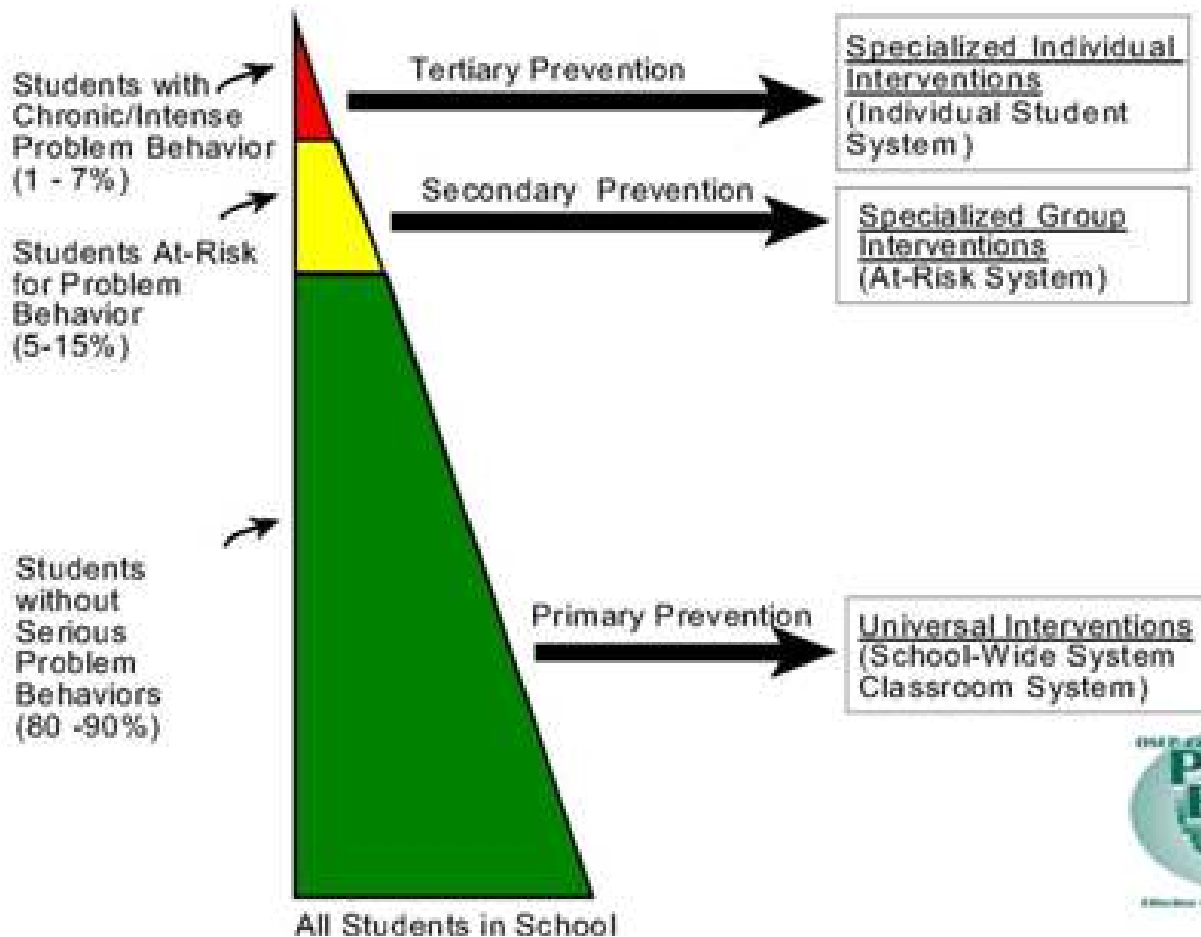 Students with
Chronic/Intense
Problem Behavior
(1 - 7%)
Tertiary Prevention
Specialized Individual
Interventions
(Individual Student
System)
Students At-Risk
for Problem
Behavior
(5-15%)
Secondary Prevention
Specialized Group
Interventions
(At-Risk System)
Students
without
Serious
Problem
Behaviors
(80 -90%)
Primary Prevention
Universal Interventions
(School-Wide System
Classroom System)
All Students in School